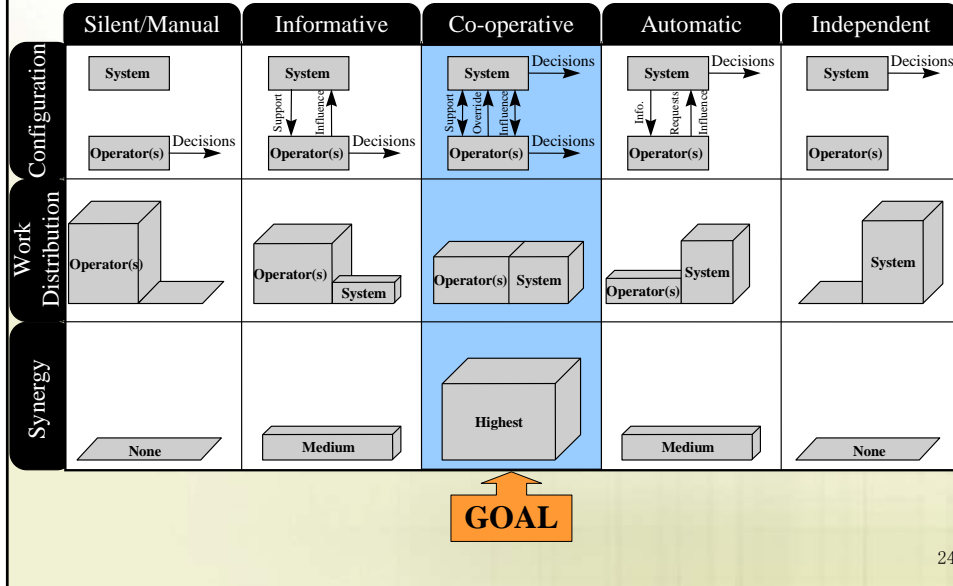 Silent/Manual
Informative
Co-operative
Automatic
Independent
Configuration
System
Operator(s)
Decisions
System
Support
Influence
Operator(s)
Decisions
System
Decisions
Support
Override
Influence
Operator(s)
Decisions
System
Decisions
Info.
Requests
Influence
Operator(s)
System
Decisions
Operator(s)
Work
Distribution
Operator(s)
Operator(s)
System
Operator(s)
System
Operator(s)
System
System
Synergy
None
Medium
Highest
Medium
None
GOAL
24